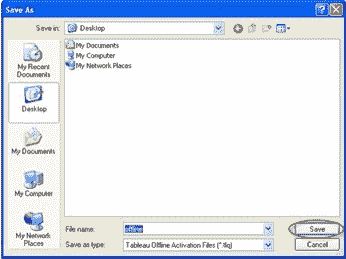 Save As
Save in:
Desktop
My Recent
Documents
Desktop
My Documents
My Computer
My Network
Places
My Documents
My Computer
My Network Places
File name:
offline
Save
Save as type:
Tableau Offline Activation Files (*.tlq)
Cancel